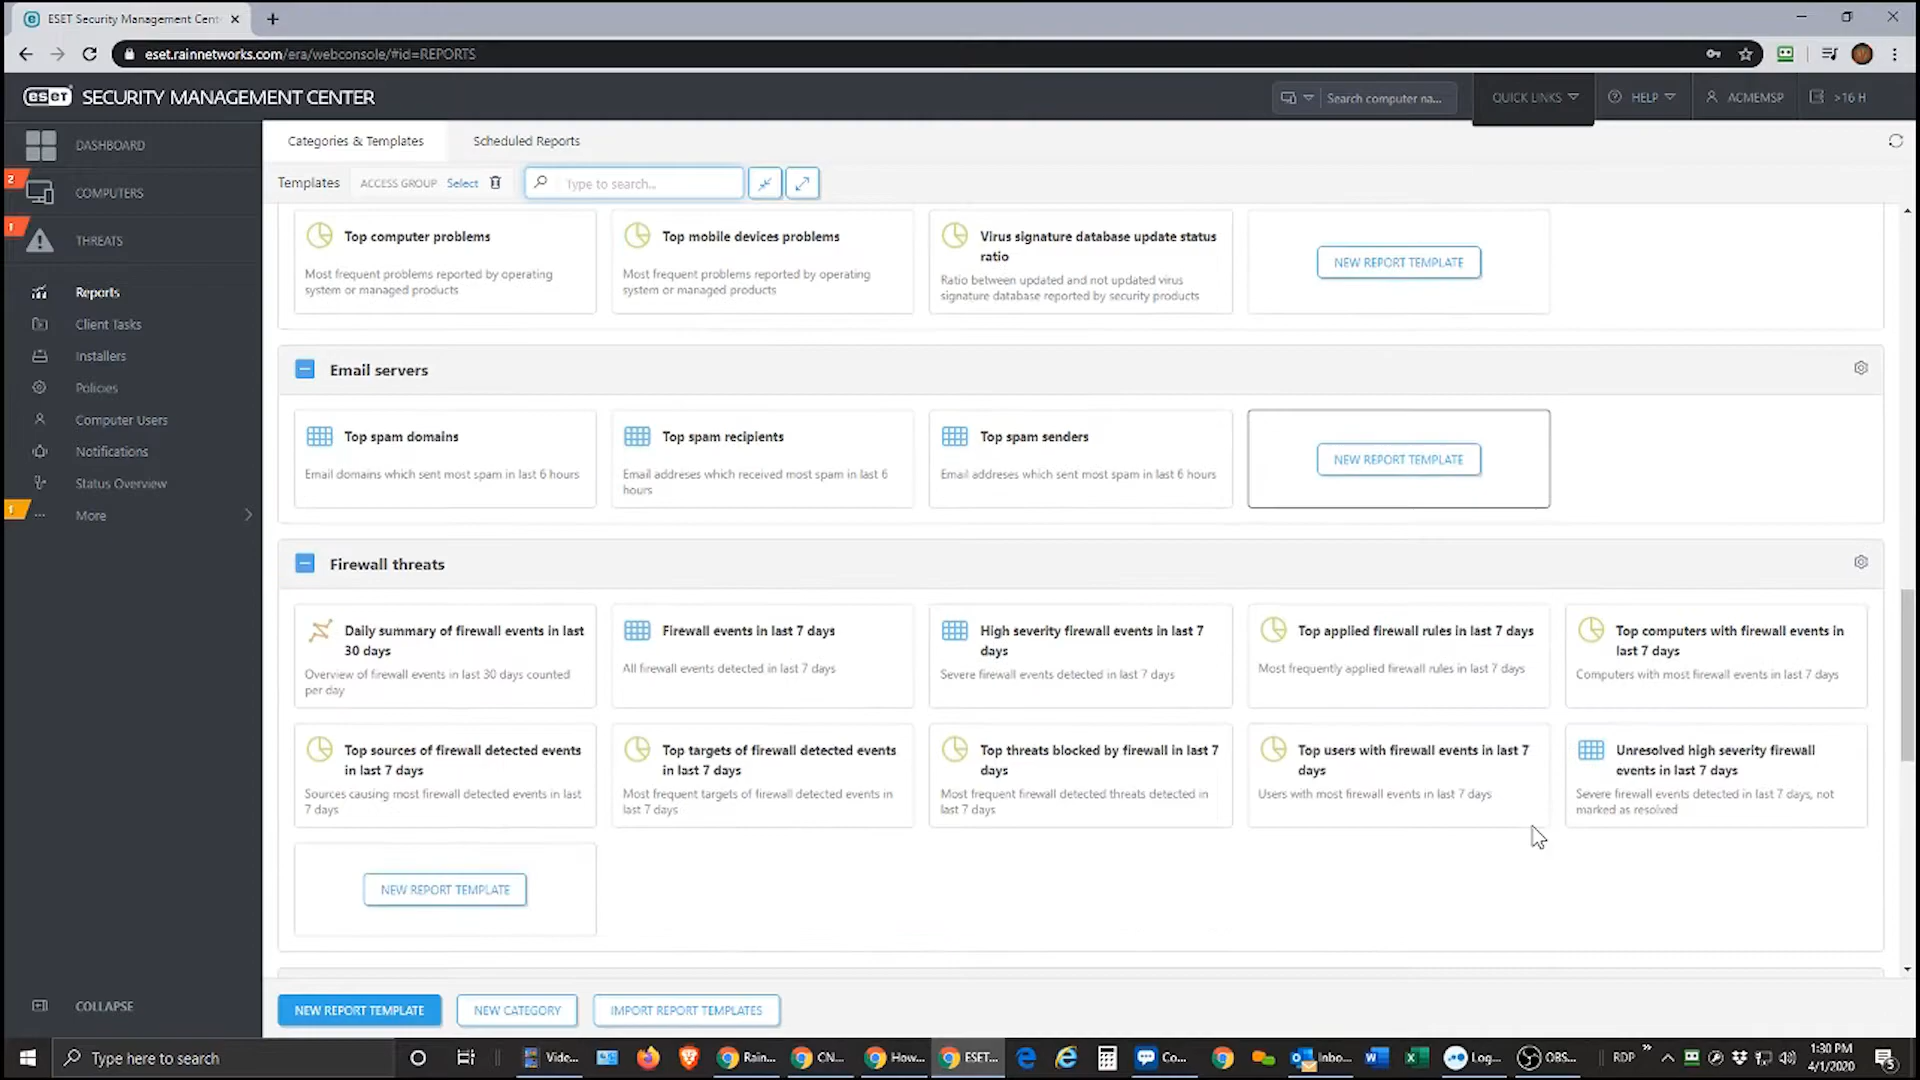 ESET Security Management Cent
eset.rainnetworks.com/era/webconsole/#id=REPORTS
eset SECURITY MANAGEMENT CENTER
Search computer na...
QUICK LINKS
HELP
ACMEMSP
>16 H
DASHBOARD
2
COMPUTERS
1
THREATS
Reports
Client Tasks
Installers
Policies
Computer Users
Notifications
Status Overview
1
More
COLLAPSE
Categories & Templates
Scheduled Reports
Templates
ACCESS GROUP Select
Type to search...
Top computer problems
Most frequent problems reported by operating
system or managed products
Top mobile devices problems
Most frequent problems reported by operating
system or managed products
Virus signature database update status
ratio
Ratio between updated and not updated virus
signature database reported by security products
NEW REPORT TEMPLATE
Email servers
Top spam domains
Email domains which sent most spam in last 6 hours
Top spam recipients
Email addreses which received most spam in last 6
hours
Top spam senders
Email addreses which sent most spam in last 6 hours
NEW REPORT TEMPLATE
Firewall threats
Daily summary of firewall events in last
30 days
Overview of firewall events in last 30 days counted
per day
Firewall events in last 7 days
All firewall events detected in last 7 days
High severity firewall events in last 7
days
Severe firewall events detected in last 7 days
Top applied firewall rules in last 7 days
Most frequently applied firewall rules in last 7 days
Top computers with firewall events in
last 7 days
Computers with most firewall events in last 7 days
Top sources of firewall detected events
in last 7 days
Sources causing most firewall detected events in last
7 days
Top targets of firewall detected events
in last 7 days
Most frequent targets of firewall detected events in
last 7 days
Top threats blocked by firewall in last 7
days
Most frequent firewall detected threats detected in
last 7 days
Top users with firewall events in last 7
days
Users with most firewall events in last 7 days
Unresolved high severity firewall
events in last 7 days
Severe firewall events detected in last 7 days, not
marked as resolved
NEW REPORT TEMPLATE
NEW REPORT TEMPLATE
NEW CATEGORY
IMPORT REPORT TEMPLATES
Type here to search
Vide...
Rain...
CN...
How...
ESET...
Co...
Inbo...
Log...
OBS...
RDP
1:30 PM
4/1/2020
5